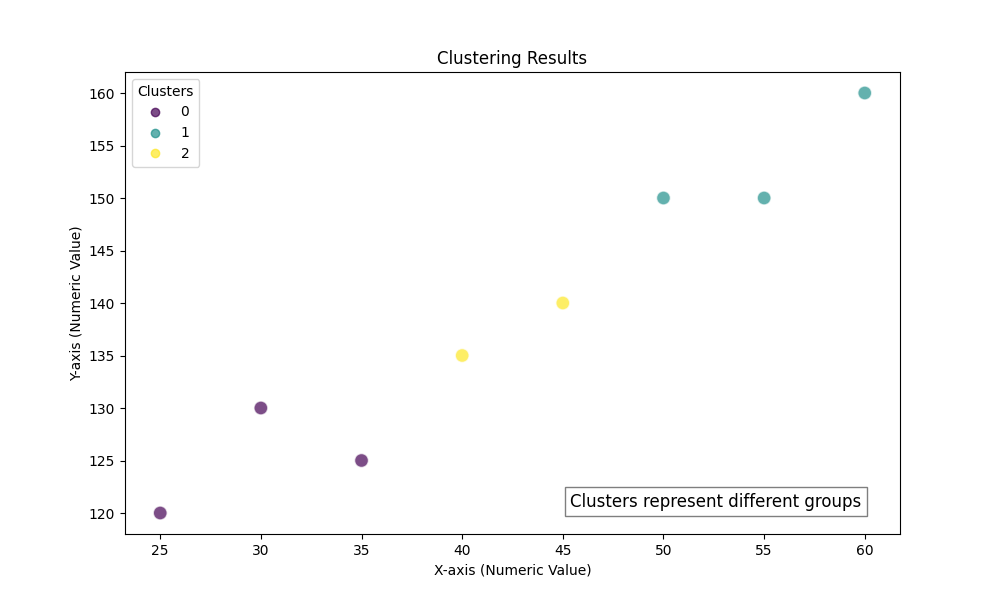 Clustering Results
Clusters
0
1
2
160
155
150
145
140
135
130
125
120
Y-axis (Numeric Value)
Clusters represent different groups
25 30 35 40 45 50 55 60
X-axis (Numeric Value)